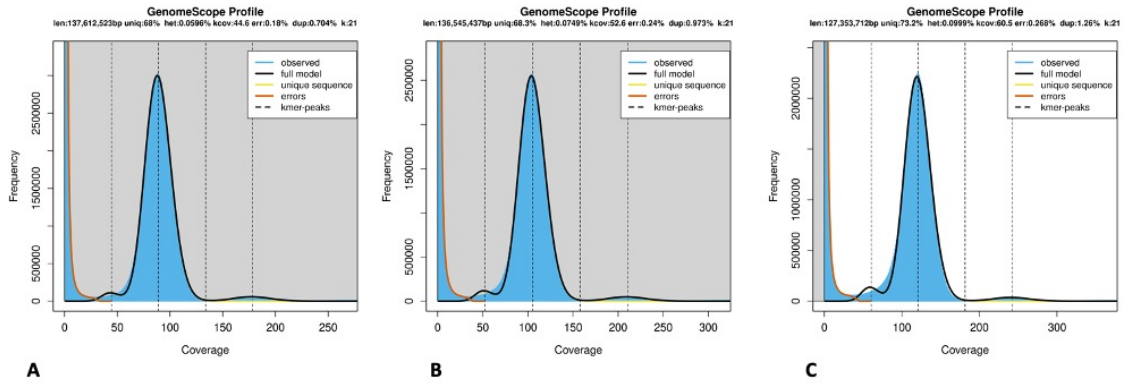 GenomeScope Profile
len:137,612,523bp uniq:68% het:0.0596% kcov:44.6 err:0.18% dup:0.704% k:21
Frequency
0 500000 1500000 2500000
observed
full model
unique sequence
errors
kmer-peaks
0 50 100 150 200 250
Coverage
A
GenomeScope Profile
len:136,545,437bp uniq:68.3% het:0.0749% kcov:52.6 err:0.24% dup:0.973% k:21
Frequency
0 500000 1500000 2500000
observed
full model
unique sequence
errors
kmer-peaks
0 50 100 150 200 250 300
Coverage
B
GenomeScope Profile
len:127,353,712bp uniq:73.2% het:0.0999% kcov:60.5 err:0.268% dup:1.26% k:21
Frequency
0 500000 1000000 2000000
observed
full model
unique sequence
errors
kmer-peaks
0 100 200 300
Coverage
C